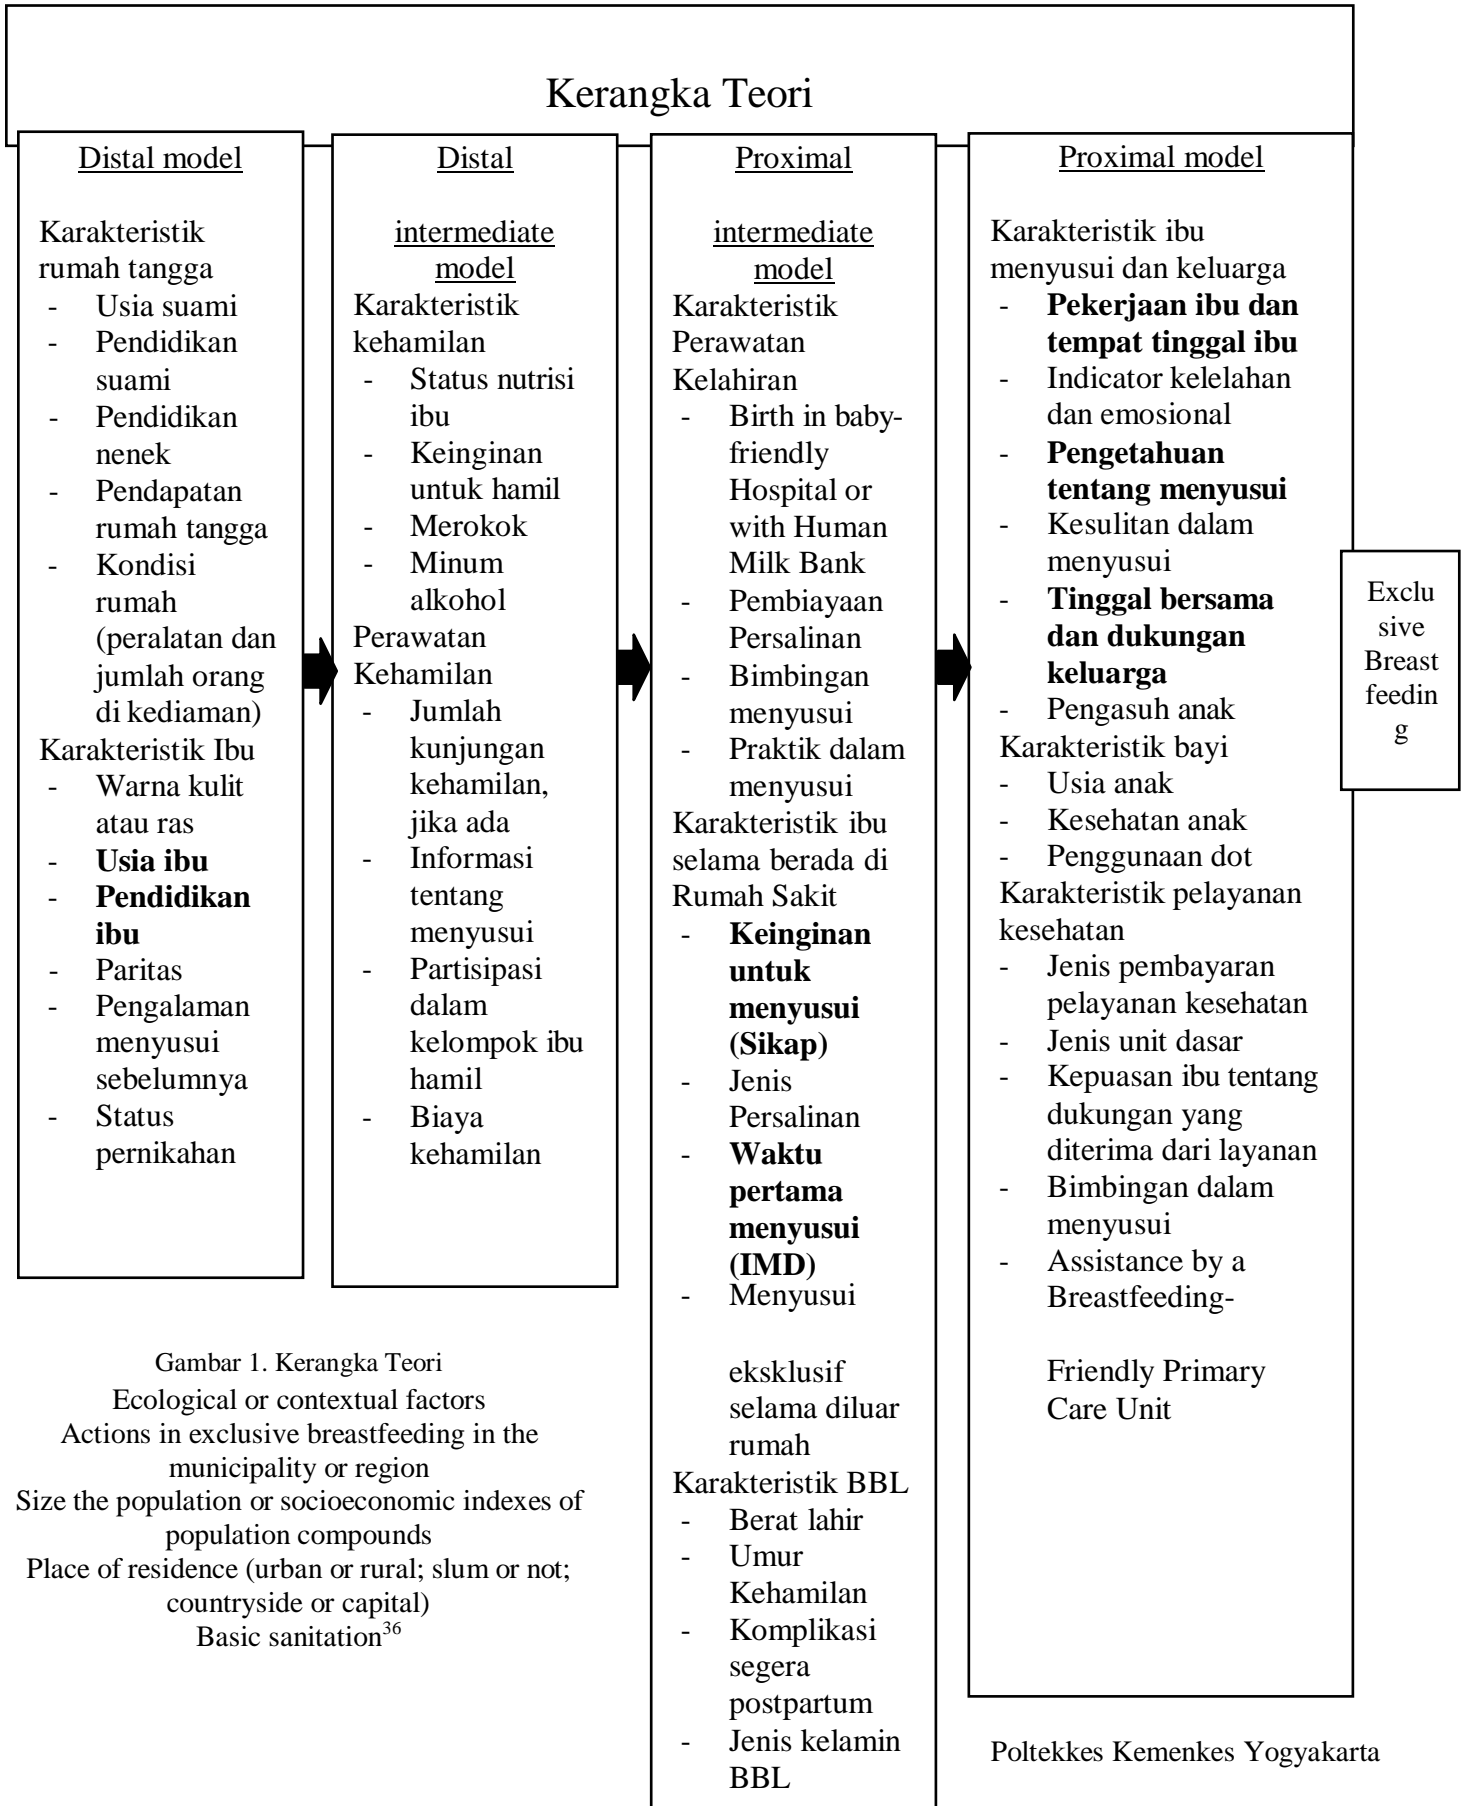 Kerangka Teori
Distal model
Karakteristik
rumah tangga
- Usia suami
- Pendidikan
suami
- Pendidikan
nenek
- Pendapatan
rumah tangga
- Kondisi
rumah
(peralatan dan
jumlah orang
di kediaman)
Karakteristik Ibu
- Warna kulit
atau ras
- Usia ibu
- Pendidikan
ibu
- Paritas
- Pengalaman
menyusui
sebelumnya
- Status
pernikahan
Distal
intermediate
model
Karakteristik
kehamilan
- Status nutrisi
ibu
- Keinginan
untuk hamil
- Merokok
- Minum
alkohol
Perawatan
Kehamilan
- Jumlah
kunjungan
kehamilan,
jika ada
- Informasi
tentang
menyusui
- Partisipasi
dalam
kelompok ibu
hamil
- Biaya
kehamilan
Proximal
intermediate
model
Karakteristik
Perawatan
Kelahiran
- Birth in baby-
friendly
Hospital or
with Human
Milk Bank
- Pembiayaan
Persalinan
- Bimbingan
menyusui
- Praktik dalam
menyusui
Karakteristik ibu
selama berada di
Rumah Sakit
- Keinginan
untuk
menyusui
(Sikap)
- Jenis
Persalinan
- Waktu
pertama
menyusui
(IMD)
- Menyusui
eksklusif
selama diluar
rumah
Karakteristik BBL
- Berat lahir
- Umur
Kehamilan
- Komplikasi
segera
postpartum
- Jenis kelamin
BBL
Proximal model
Karakteristik ibu
menyusui dan keluarga
- Pekerjaan ibu dan
tempat tinggal ibu
- Indicator kelelahan
dan emosional
- Pengetahuan
tentang menyusui
- Kesulitan dalam
menyusui
- Tinggal bersama
dan dukungan
keluarga
- Pengasuh anak
Karakteristik bayi
- Usia anak
- Kesehatan anak
- Penggunaan dot
Karakteristik pelayanan
kesehatan
- Jenis pembayaran
pelayanan kesehatan
- Jenis unit dasar
- Kepuasan ibu tentang
dukungan yang
diterima dari layanan
- Bimbingan dalam
menyusui
- Assistance by a
Breastfeeding-
Friendly Primary
Care Unit
Exclu
sive
Breast
feedin
g
Gambar 1. Kerangka Teori
Ecological or contextual factors
Actions in exclusive breastfeeding in the
municipality or region
Size the population or socioeconomic indexes of
population compounds
Place of residence (urban or rural; slum or not;
countryside or capital)
Basic sanitation36
Poltekkes Kemenkes Yogyakarta